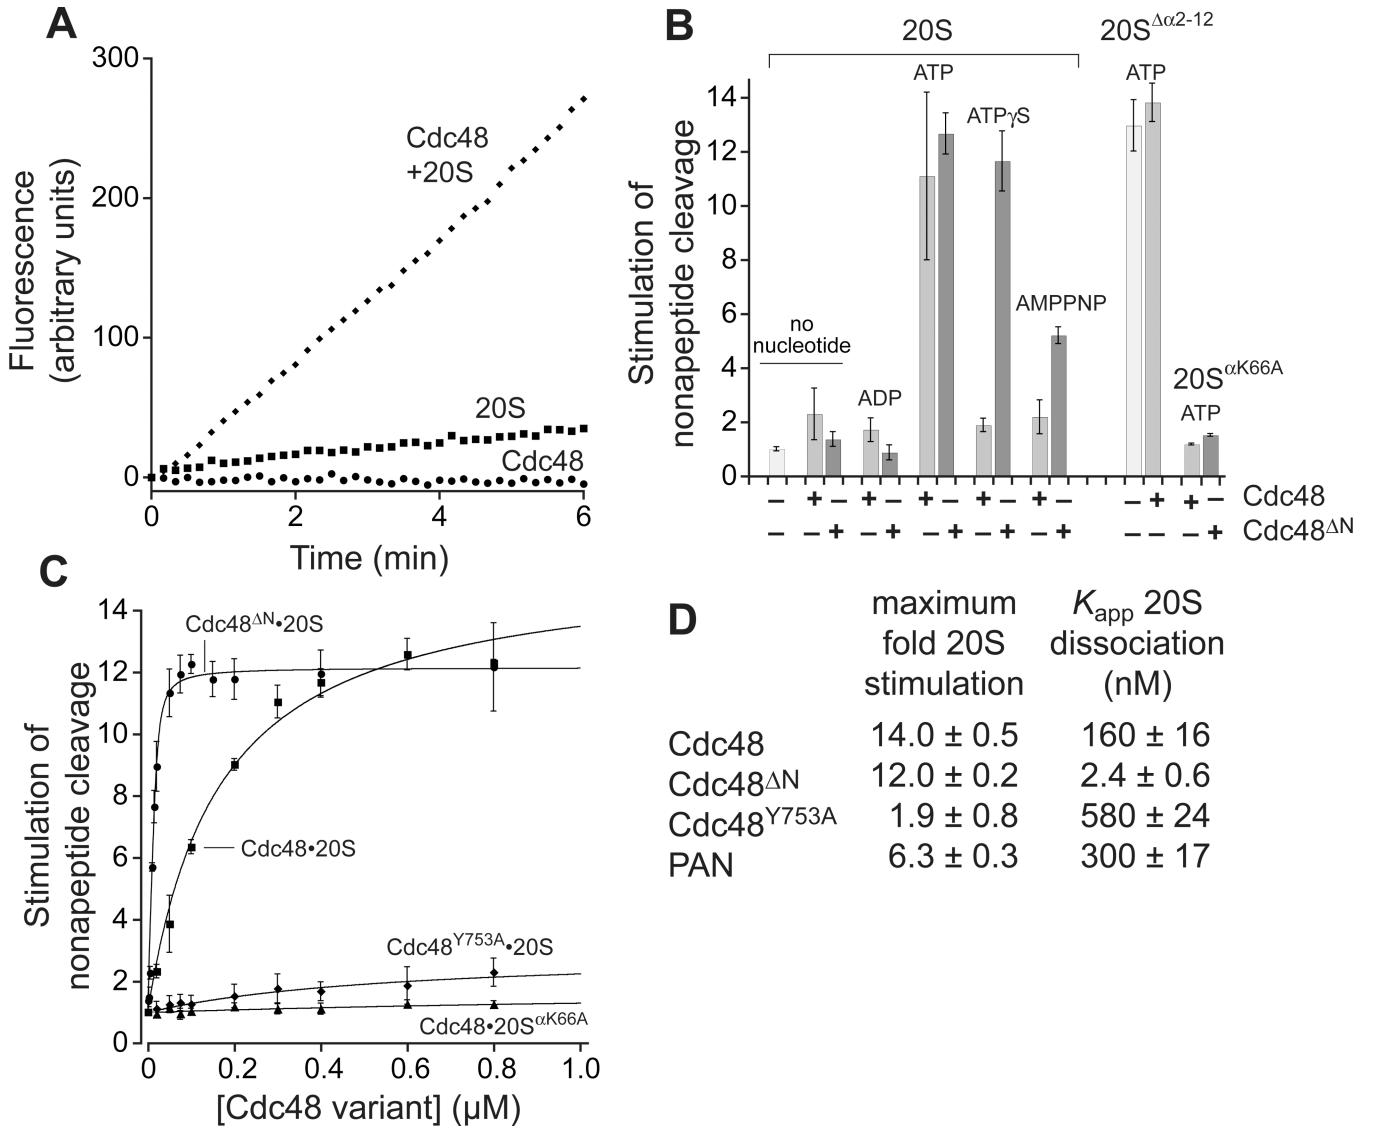 A
Fluorescence
(arbitrary units)
300
200
100
0
Cdc48
+20S
20S
Cdc48
0 2 4 6
Time (min)
B
20S
20S^Δα2-12
Stimulation of
nonapeptide cleavage
14
12
10
8
6
4
2
0
no
nucleotide
ADP
ATP
ATPγS
AMPPNP
ATP
20S^αK66A
ATP
– + – + – + – + – + – – + + – Cdc48
– – + – + – + – + – + – – – + Cdc48^ΔN
C
Stimulation of
nonapeptide cleavage
14
12
10
8
6
4
2
0
Cdc48^ΔN•20S
Cdc48•20S
Cdc48^Y753A•20S
Cdc48•20S^αK66A
0 0.2 0.4 0.6 0.8 1.0
[Cdc48 variant] (µM)
D
maximum
fold 20S
stimulation
K_app 20S
dissociation
(nM)
Cdc48 14.0 ± 0.5 160 ± 16
Cdc48^ΔN 12.0 ± 0.2 2.4 ± 0.6
Cdc48^Y753A 1.9 ± 0.8 580 ± 24
PAN 6.3 ± 0.3 300 ± 17